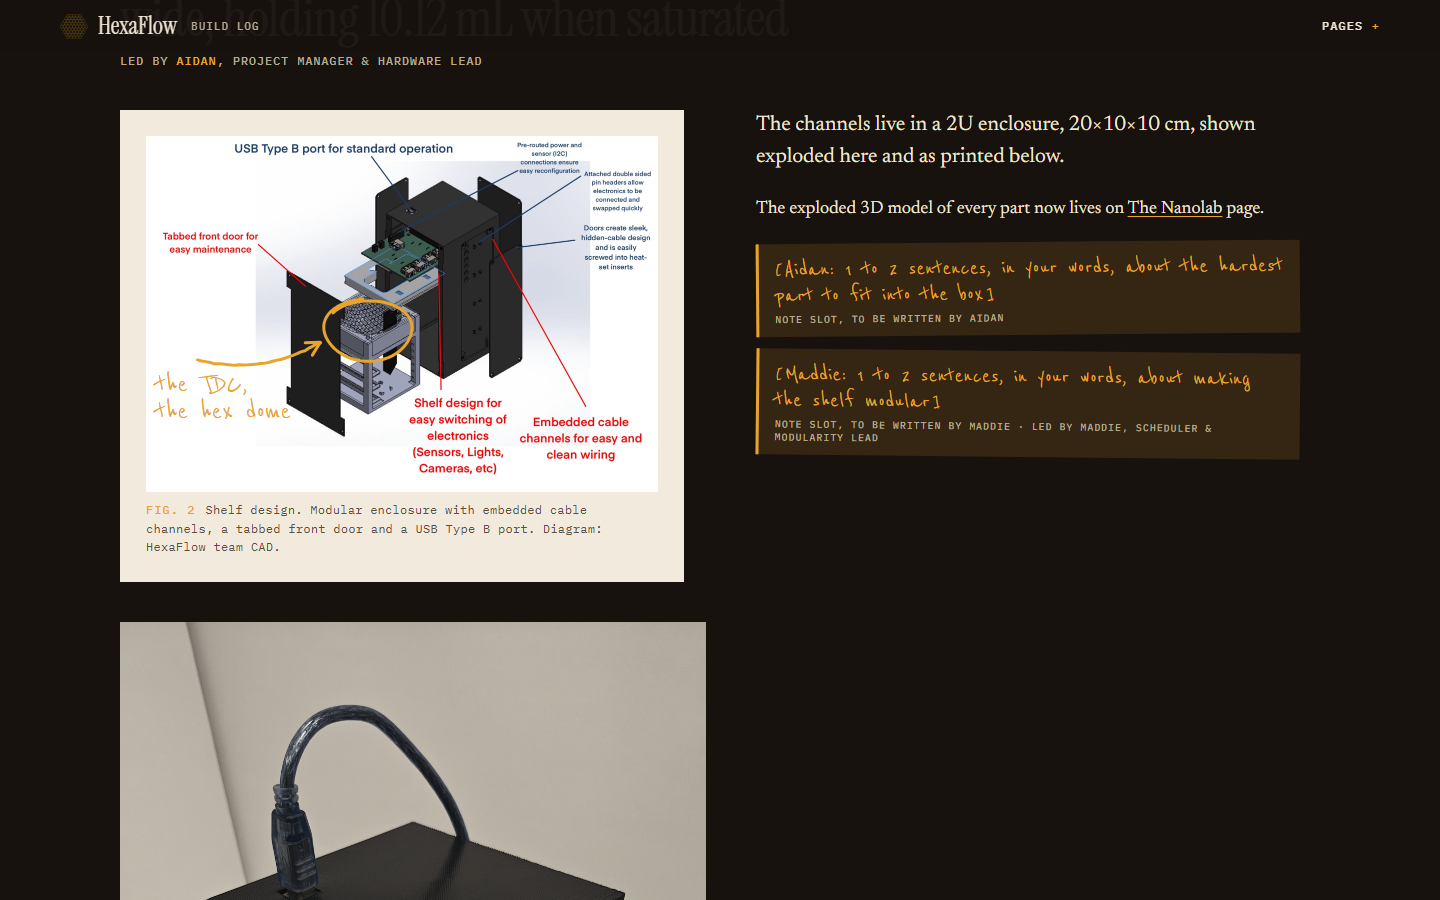 wide, holding 10.12 mL when saturated
HexaFlow BUILD LOG
PAGES +
LED BY AIDAN, PROJECT MANAGER & HARDWARE LEAD
USB Type B port for standard operation
Pre-routed power and
sensor (I2C)
connections ensure
easy reconfiguration
Attached double sided
pin headers allow
electronics to be
connected and
swapped quickly
Doors create sleek,
hidden-cable design
and is easily
screwed into heat-
set inserts
Tabbed front door for
easy maintenance
the TDC,
the hex dome
Shelf design for
easy switching of
electronics
(Sensors, Lights,
Cameras, etc)
Embedded cable
channels for easy and
clean wiring
FIG. 2 Shelf design. Modular enclosure with embedded cable
channels, a tabbed front door and a USB Type B port. Diagram:
HexaFlow team CAD.
The channels live in a 2U enclosure, 20×10×10 cm, shown
exploded here and as printed below.
The exploded 3D model of every part now lives on The Nanolab page.
[Aidan: 1 to 2 sentences, in your words, about the hardest
part to fit into the box]
NOTE SLOT, TO BE WRITTEN BY AIDAN
[Maddie: 1 to 2 sentences, in your words, about making
the shelf modular]
NOTE SLOT, TO BE WRITTEN BY MADDIE · LED BY MADDIE, SCHEDULER &
MODULARITY LEAD